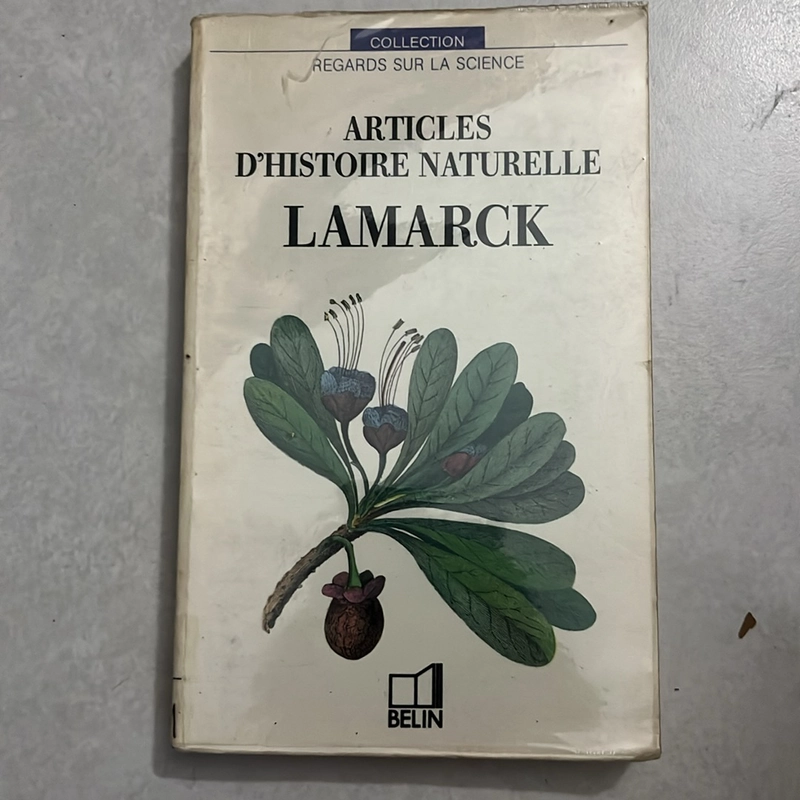 COLLECTION
REGARDS SUR LA SCIENCE
ARTICLES
D'HISTOIRE NATURELLE
LAMARCK
BELIN